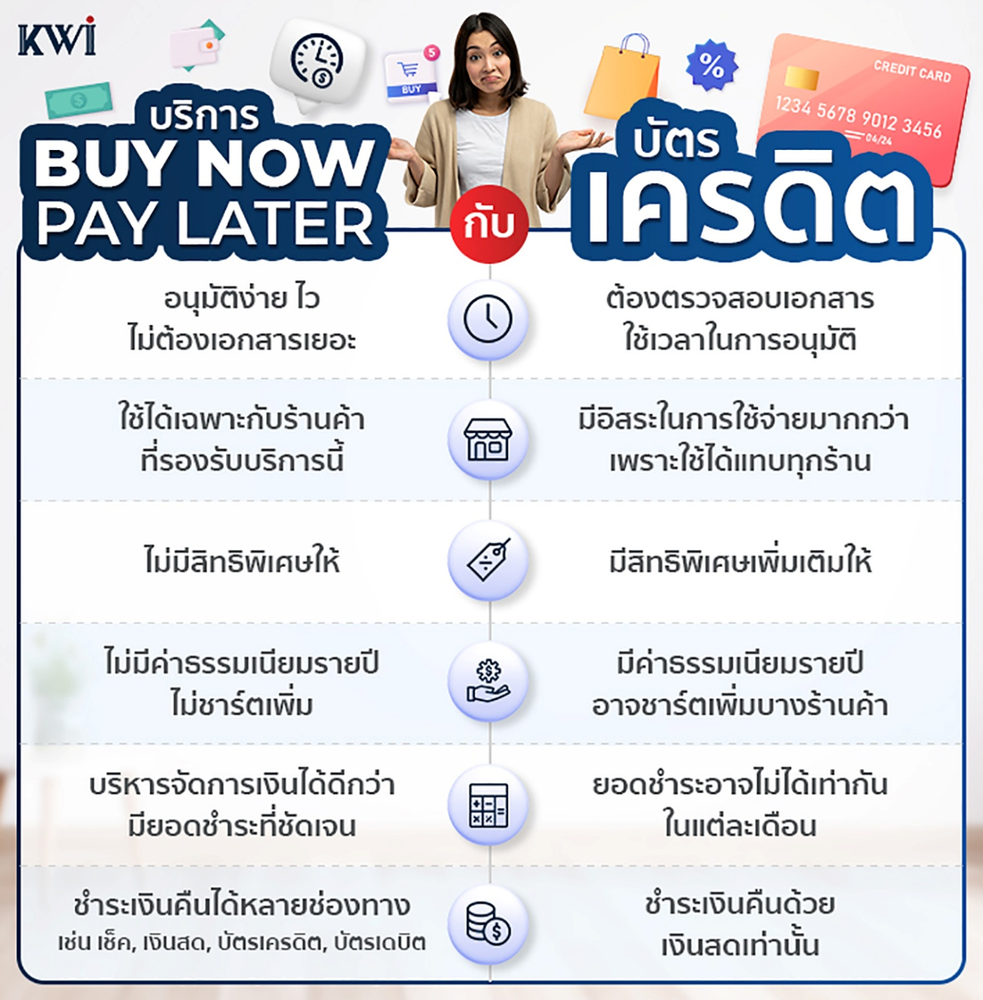 KWI
5
BUY
%
CREDIT CARD
1234 5678 9012 3456
04/24
$
$
บริการ
BUY NOW
PAY LATER
กับ
บัตร
เครดิต
อนุมัติง่าย ไว
ไม่ต้องเอกสารเยอะ
ต้องตรวจสอบเอกสาร
ใช้เวลาในการอนุมัติ
ใช้ได้เฉพาะกับร้านค้า
ที่รองรับบริการนี้
มีอิสระในการใช้จ่ายมากกว่า
เพราะใช้ได้แทบทุกร้าน
ไม่มีสิทธิพิเศษให้
มีสิทธิพิเศษเพิ่มเติมให้
ไม่มีค่าธรรมเนียมรายปี
ไม่ชาร์ตเพิ่ม
$
มีค่าธรรมเนียมรายปี
อาจชาร์ตเพิ่มบางร้านค้า
บริหารจัดการเงินได้ดีกว่า
มียอดชำระที่ชัดเจน
ยอดชำระอาจไม่ได้เท่ากัน
ในแต่ละเดือน
ชำระเงินคืนได้หลายช่องทาง
เช่น เช็ค, เงินสด, บัตรเครดิต, บัตรเดบิต
$
ชำระเงินคืนด้วย
เงินสดเท่านั้น